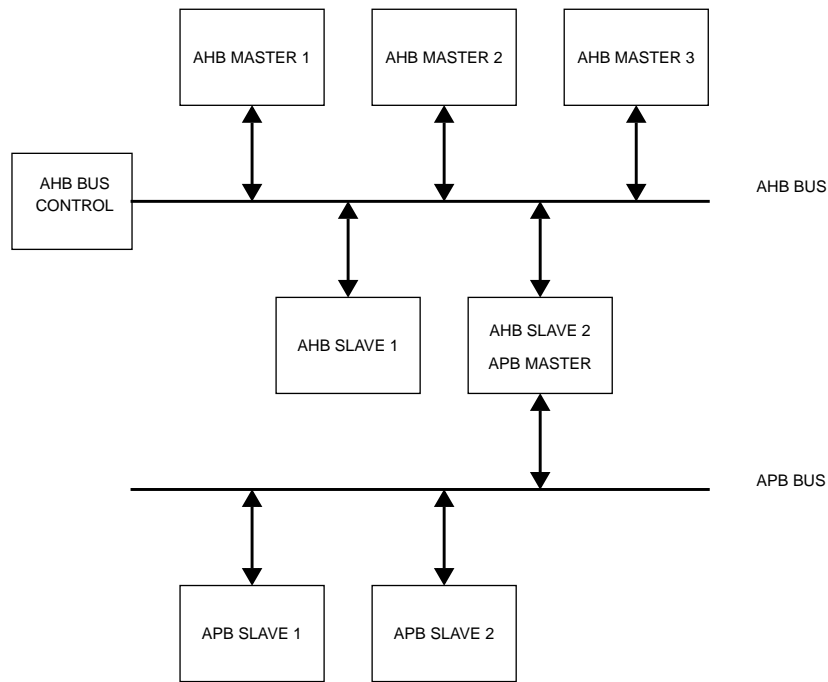 AHB MASTER 1
AHB MASTER 2
AHB MASTER 3
AHB BUS
CONTROL
AHB BUS
AHB SLAVE 1
AHB SLAVE 2
APB MASTER
APB BUS
APB SLAVE 1
APB SLAVE 2